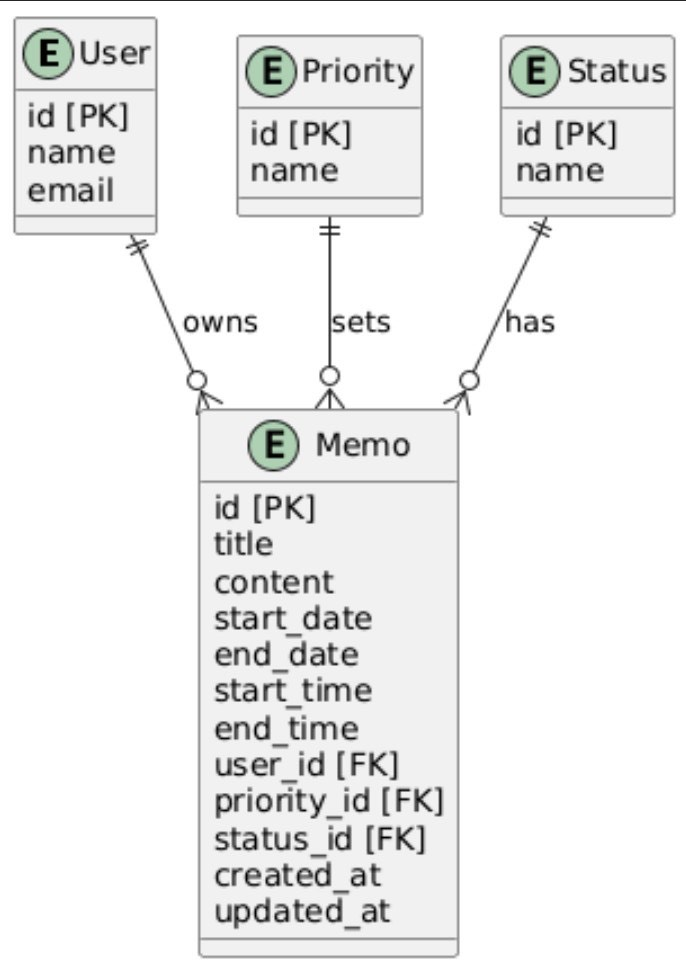 E User
id [PK]
name
email
E Priority
id [PK]
name
E Status
id [PK]
name
owns
sets
has
E Memo
id [PK]
title
content
start_date
end_date
start_time
end_time
user_id [FK]
priority_id [FK]
status_id [FK]
created_at
updated_at